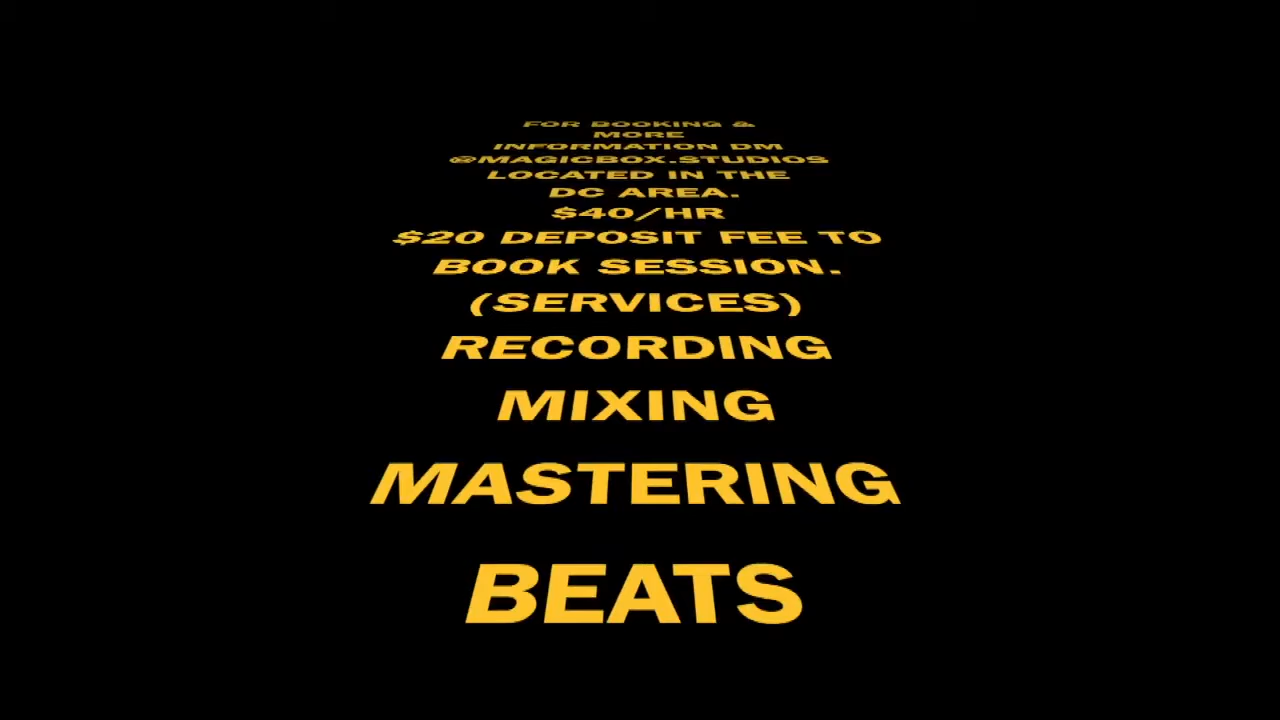 FOR BOOKING &
MORE
INFORMATION DM
@MAGICBOX.STUDIOS
LOCATED IN THE
DC AREA.
$40/HR
$20 DEPOSIT FEE TO
BOOK SESSION.
(SERVICES)
RECORDING
MIXING
MASTERING
BEATS